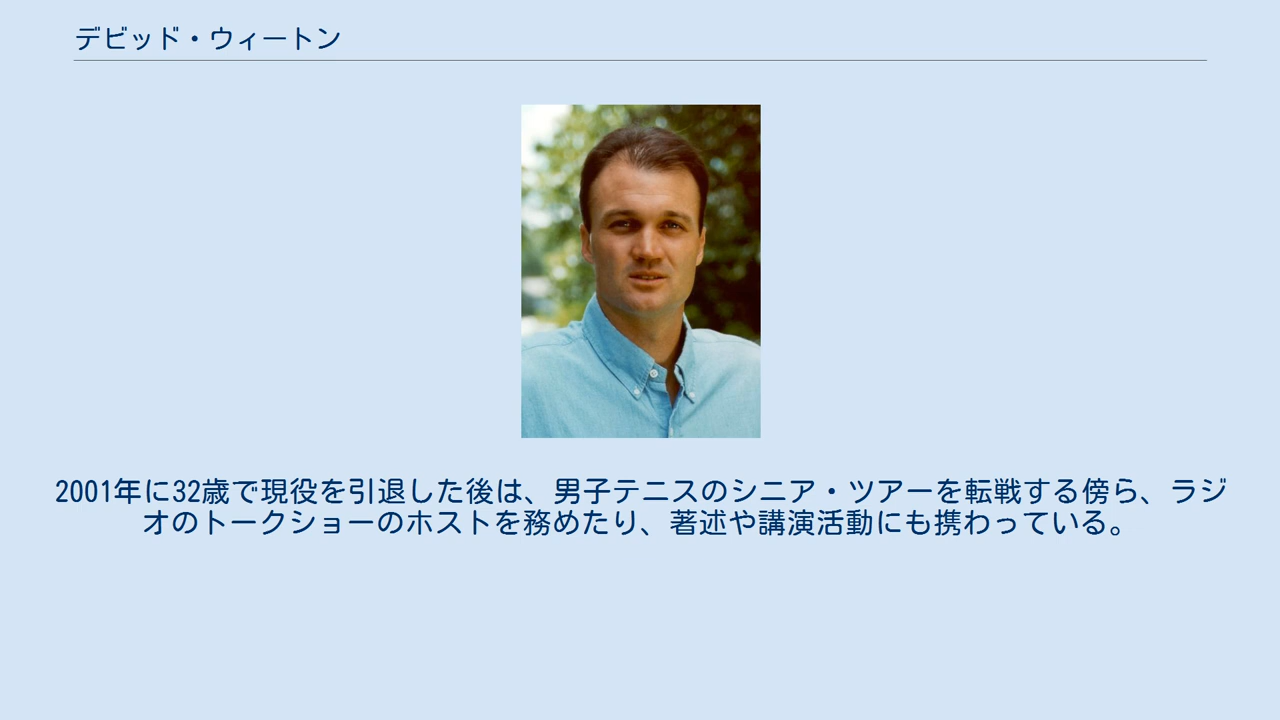 デビッド・ウィートン
2001年に32歳で現役を引退した後は、男子テニスのシニア・ツアーを転戦する傍ら、ラジ
オのトークショーのホストを務めたり、著述や講演活動にも携わっている。